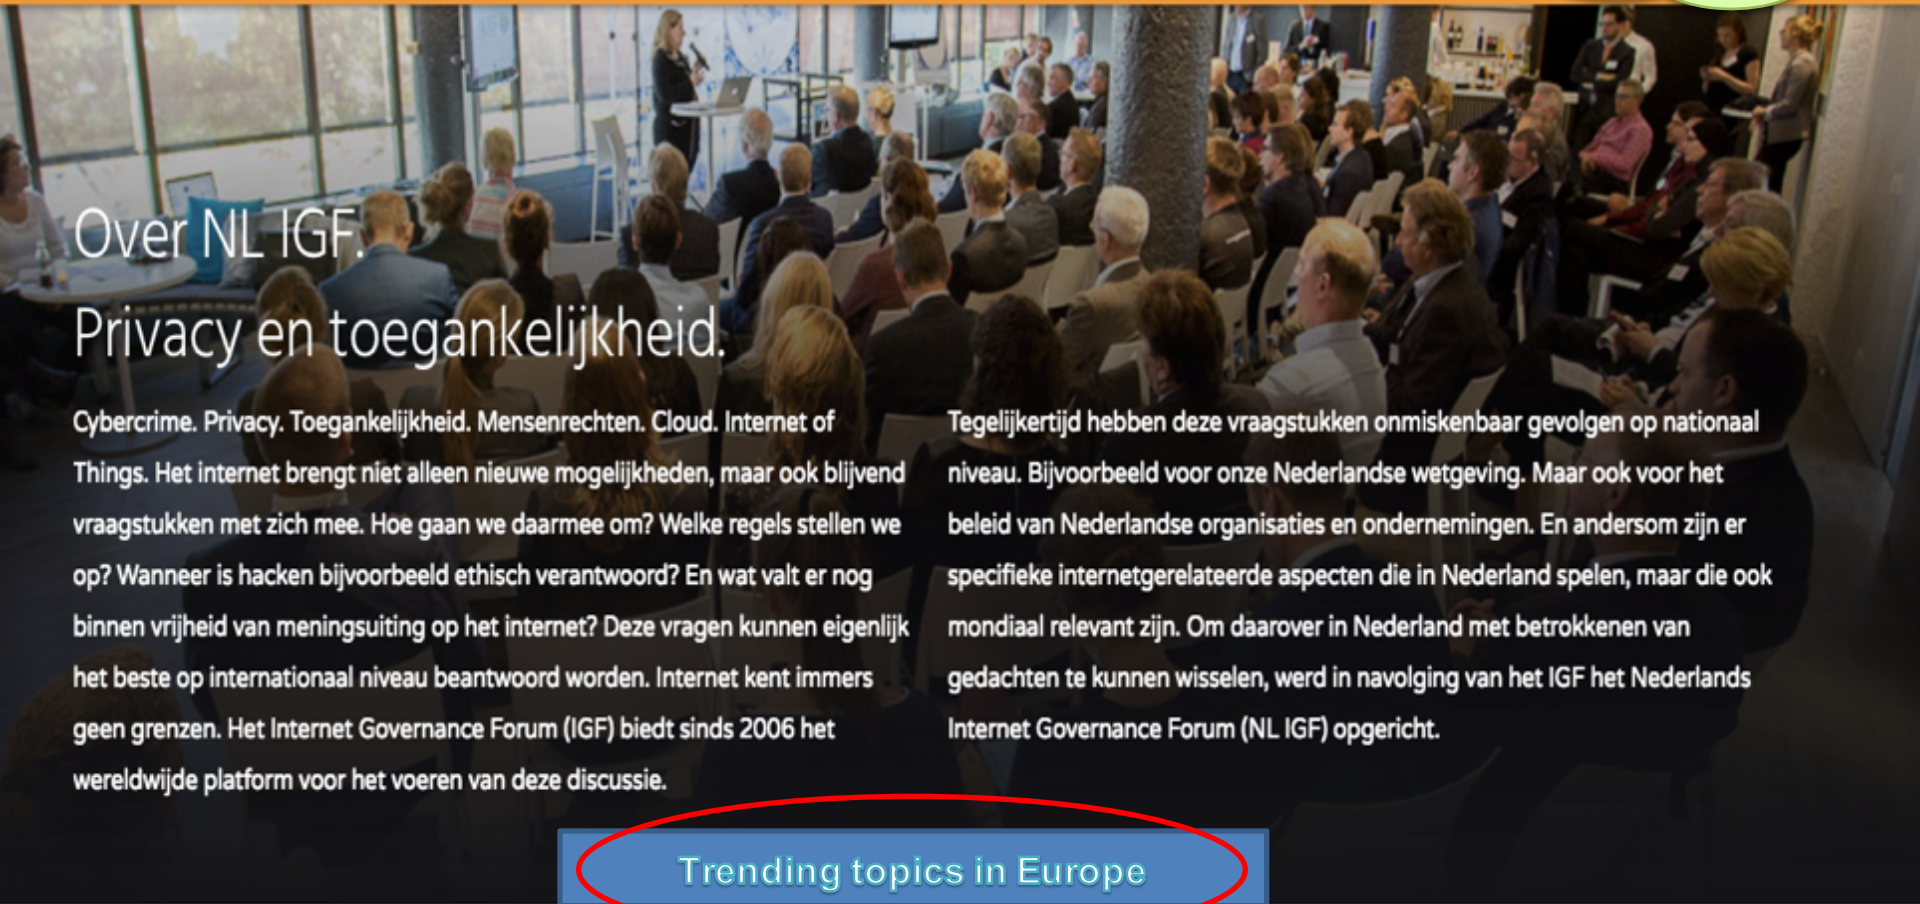 Over NL IGF.
Privacy en toegankelijkheid.
Cybercrime. Privacy. Toegankelijkheid. Mensenrechten. Cloud. Internet of
Things. Het internet brengt niet alleen nieuwe mogelijkheden, maar ook blijvend
vraagstukken met zich mee. Hoe gaan we daarmee om? Welke regels stellen we
op? Wanneer is hacken bijvoorbeeld ethisch verantwoord? En wat valt er nog
binnen vrijheid van meningsuiting op het internet? Deze vragen kunnen eigenlijk
het beste op internationaal niveau beantwoord worden. Internet kent immers
geen grenzen. Het Internet Governance Forum (IGF) biedt sinds 2006 het
wereldwijde platform voor het voeren van deze discussie.
Tegelijkertijd hebben deze vraagstukken onmiskenbaar gevolgen op nationaal
niveau. Bijvoorbeeld voor onze Nederlandse wetgeving. Maar ook voor het
beleid van Nederlandse organisaties en ondernemingen. En andersom zijn er
specifieke internetgerelateerde aspecten die in Nederland spelen, maar die ook
mondiaal relevant zijn. Om daarover in Nederland met betrokkenen van
gedachten te kunnen wisselen, werd in navolging van het IGF het Nederlands
Internet Governance Forum (NL IGF) opgericht.
Trending topics in Europe